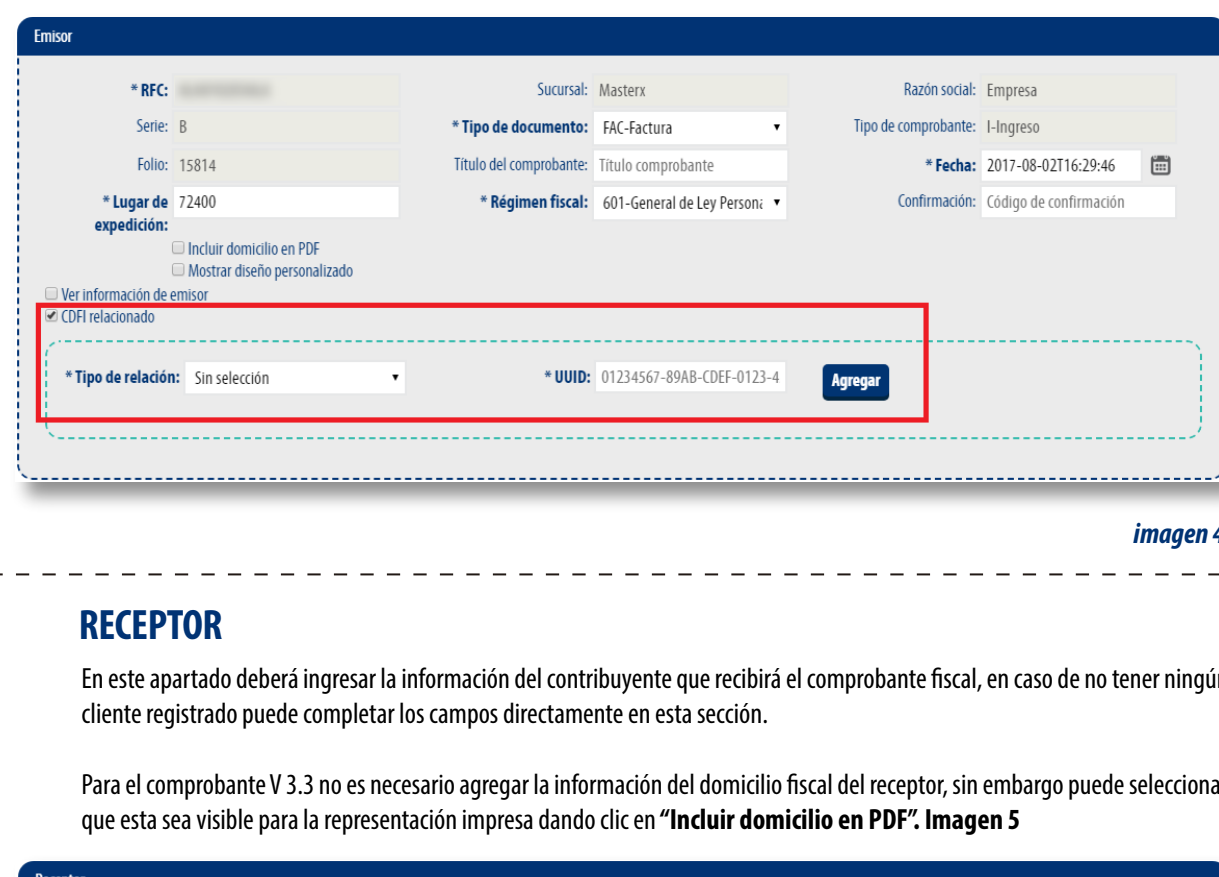 Emisor
* RFC:
Sucursal: Masterx
Razón social: Empresa
Serie: B
* Tipo de documento: FAC-Factura
Tipo de comprobante: I-Ingreso
Folio: 15814
Título del comprobante: Título comprobante
* Fecha: 2017-08-02T16:29:46
* Lugar de expedición: 72400
* Régimen fiscal: 601-General de Ley Persona
Confirmación: Código de confirmación
Incluir domicilio en PDF
Mostrar diseño personalizado
Ver información de emisor
CDFI relacionado
* Tipo de relación: Sin selección
* UUID: 01234567-89AB-CDEF-0123-4
Agregar
imagen 4
RECEPTOR
En este apartado deberá ingresar la información del contribuyente que recibirá el comprobante fiscal, en caso de no tener ningún
cliente registrado puede completar los campos directamente en esta sección.
Para el comprobante V 3.3 no es necesario agregar la información del domicilio fiscal del receptor, sin embargo puede selecciona
que esta sea visible para la representación impresa dando clic en “Incluir domicilio en PDF”. Imagen 5